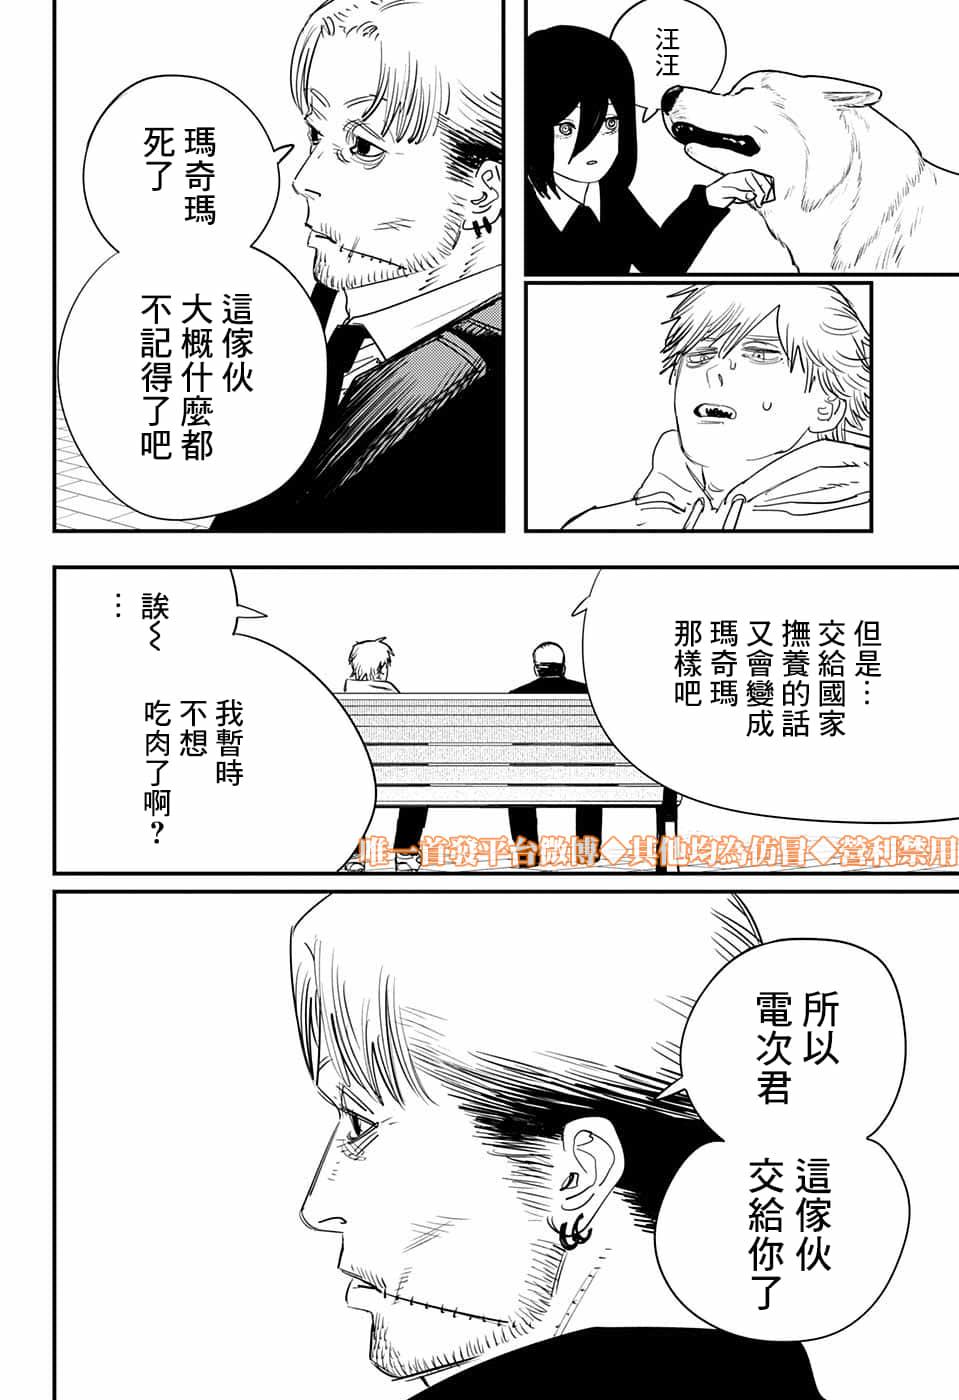 汪汪
瑪奇瑪
死了
這傢伙
大概什麼都
不記得了吧
但是…
交給國家
撫養的話
又會變成
瑪奇瑪
那樣吧
誒～
…
我暫時
不想
吃肉了啊?
唯一首發平台微博◆其他均為仿冒◆營利禁用
所以
電次君
這傢伙
交給你了